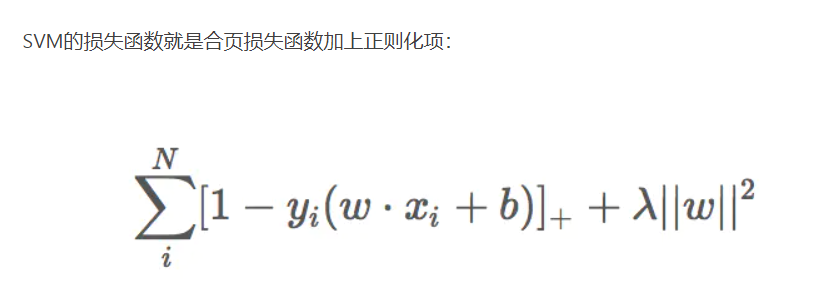 SVM的损失函数就是合页损失函数加上正则化项：
\sum_{i}^{N}[1 - y_i(w \cdot x_i + b)]_+ + \lambda||w||^2